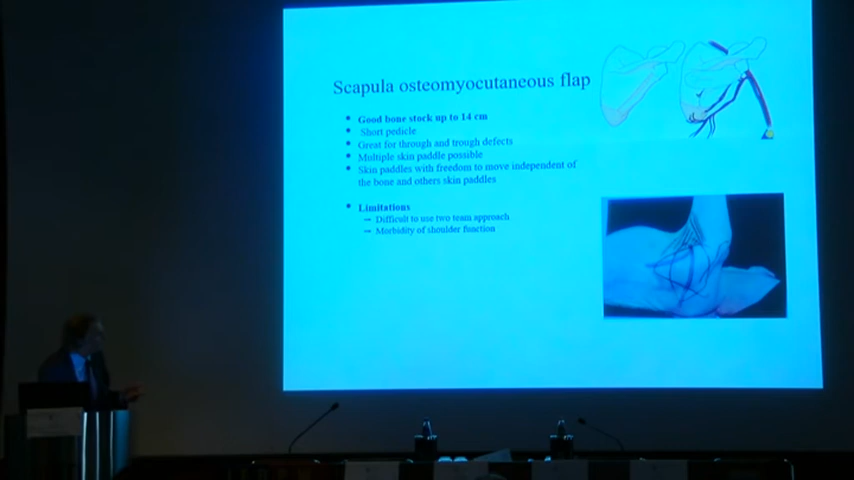 Scapula osteomyocutaneous flap
Good bone stock up to 14 cm
Short pedicle
Great for through and trough defects
Multiple skin paddle possible
Skin paddles with freedom to move independent of
the bone and others skin paddles
Limitations
– Difficult to use two team approach
– Morbidity of shoulder function